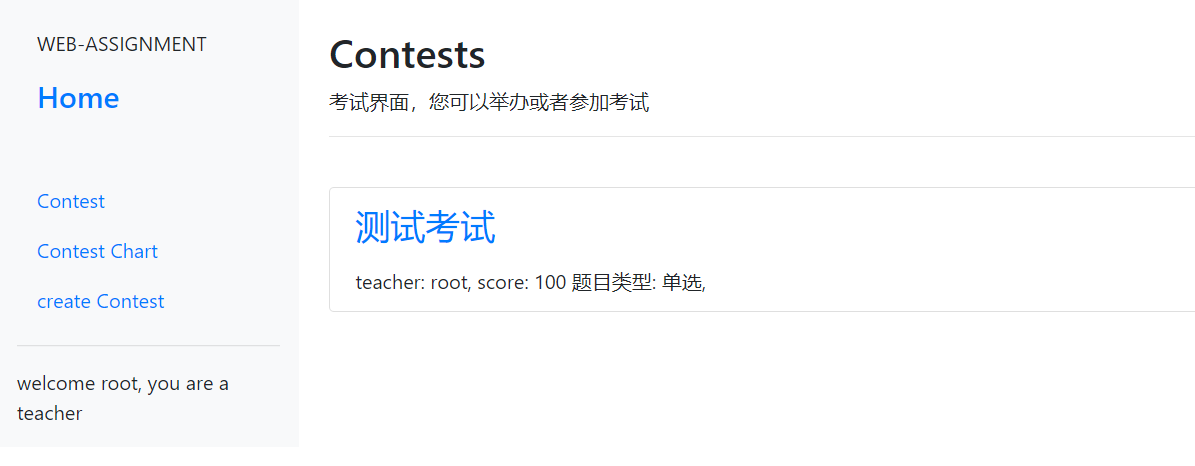 WEB-ASSIGNMENT
Home
Contest
Contest Chart
create Contest
welcome root, you are a
teacher
Contests
考试界面，您可以举办或者参加考试
测试考试
teacher: root, score: 100 题目类型: 单选,